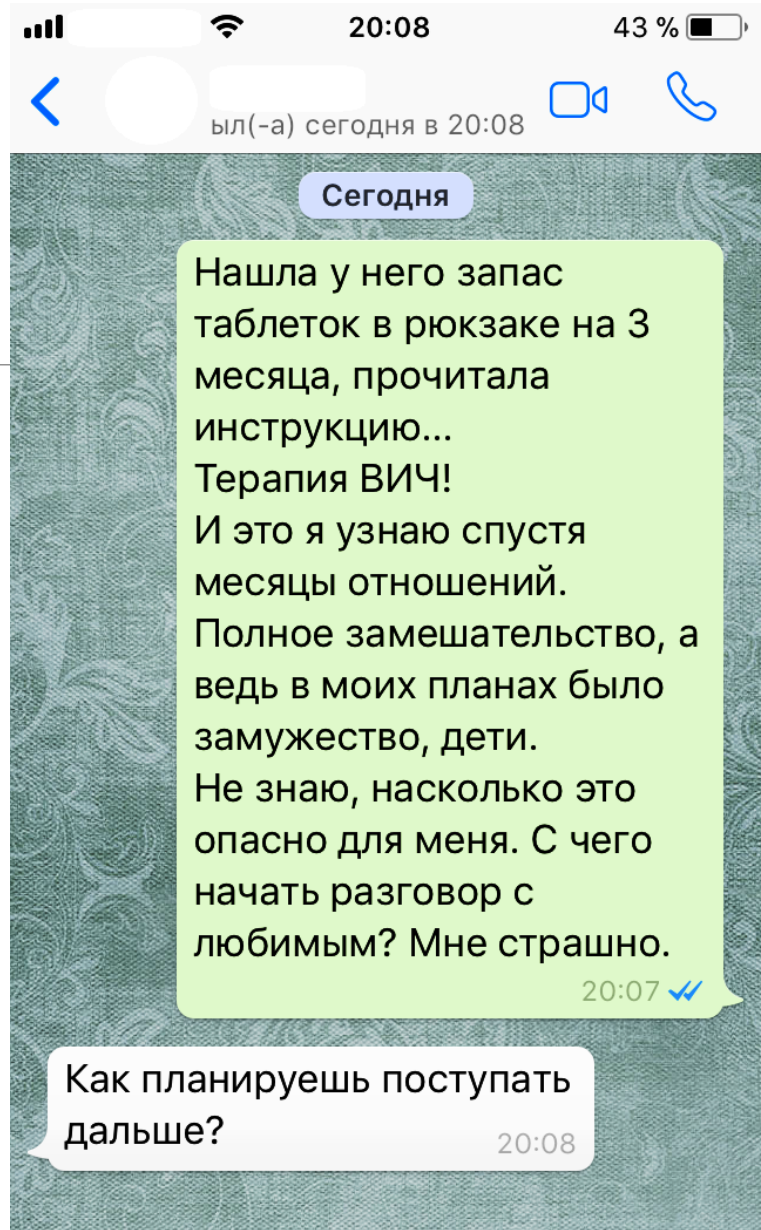 20:08
43 %
ыл(-а) сегодня в 20:08
Сегодня
Нашла у него запас
таблеток в рюкзаке на 3
месяца, прочитала
инструкцию...
Терапия ВИЧ!
И это я узнаю спустя
месяцы отношений.
Полное замешательство, а
ведь в моих планах было
замужество, дети.
Не знаю, насколько это
опасно для меня. С чего
начать разговор с
любимым? Мне страшно.
20:07
Как планируешь поступать
дальше?
20:08